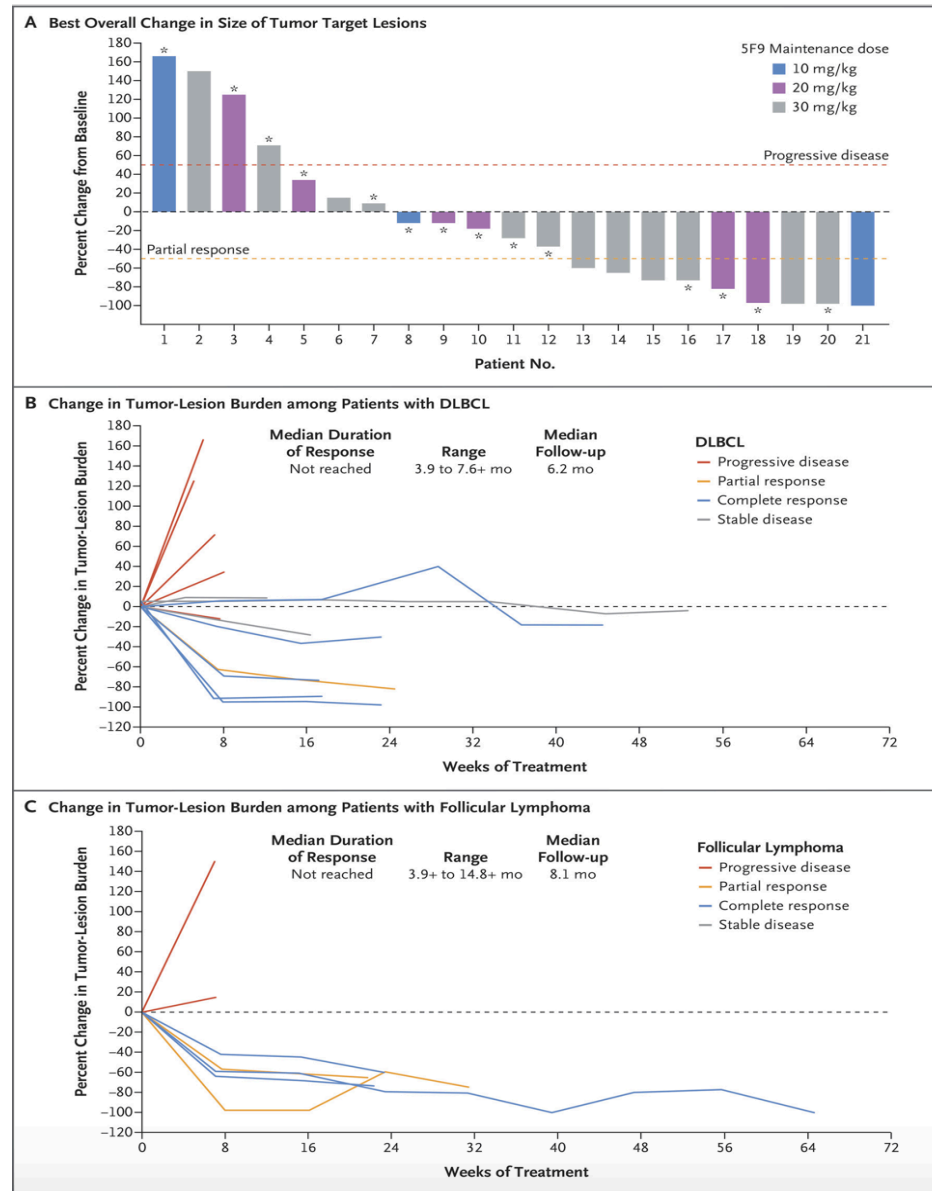 A Best Overall Change in Size of Tumor Target Lesions
Percent Change from Baseline
180
160
140
120
100
80
60
40
20
0
−20
−40
−60
−80
−100
5F9 Maintenance dose
10 mg/kg
20 mg/kg
30 mg/kg
Progressive disease
Partial response
* * * * * * * * * * * * * * *
1 2 3 4 5 6 7 8 9 10 11 12 13 14 15 16 17 18 19 20 21
Patient No.
B Change in Tumor-Lesion Burden among Patients with DLBCL
Percent Change in Tumor-Lesion Burden
180
160
140
120
100
80
60
40
20
0
−20
−40
−60
−80
−100
−120
Median Duration
of Response
Not reached
Range
3.9 to 7.6+ mo
Median
Follow-up
6.2 mo
DLBCL
Progressive disease
Partial response
Complete response
Stable disease
0 8 16 24 32 40 48 56 64 72
Weeks of Treatment
C Change in Tumor-Lesion Burden among Patients with Follicular Lymphoma
Percent Change in Tumor-Lesion Burden
180
160
140
120
100
80
60
40
20
0
−20
−40
−60
−80
−100
−120
Median Duration
of Response
Not reached
Range
3.9+ to 14.8+ mo
Median
Follow-up
8.1 mo
Follicular Lymphoma
Progressive disease
Partial response
Complete response
Stable disease
0 8 16 24 32 40 48 56 64 72
Weeks of Treatment